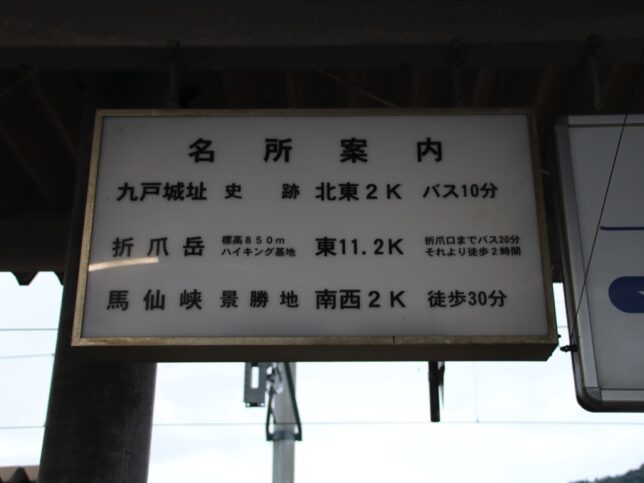 名所案内
九戸城址 史跡 北東2K バス10分
折爪岳 標高850m ハイキング基地 東11.2K 折爪口までバス20分 それより徒歩2時間
馬仙峡 景勝地 南西2K 徒歩30分